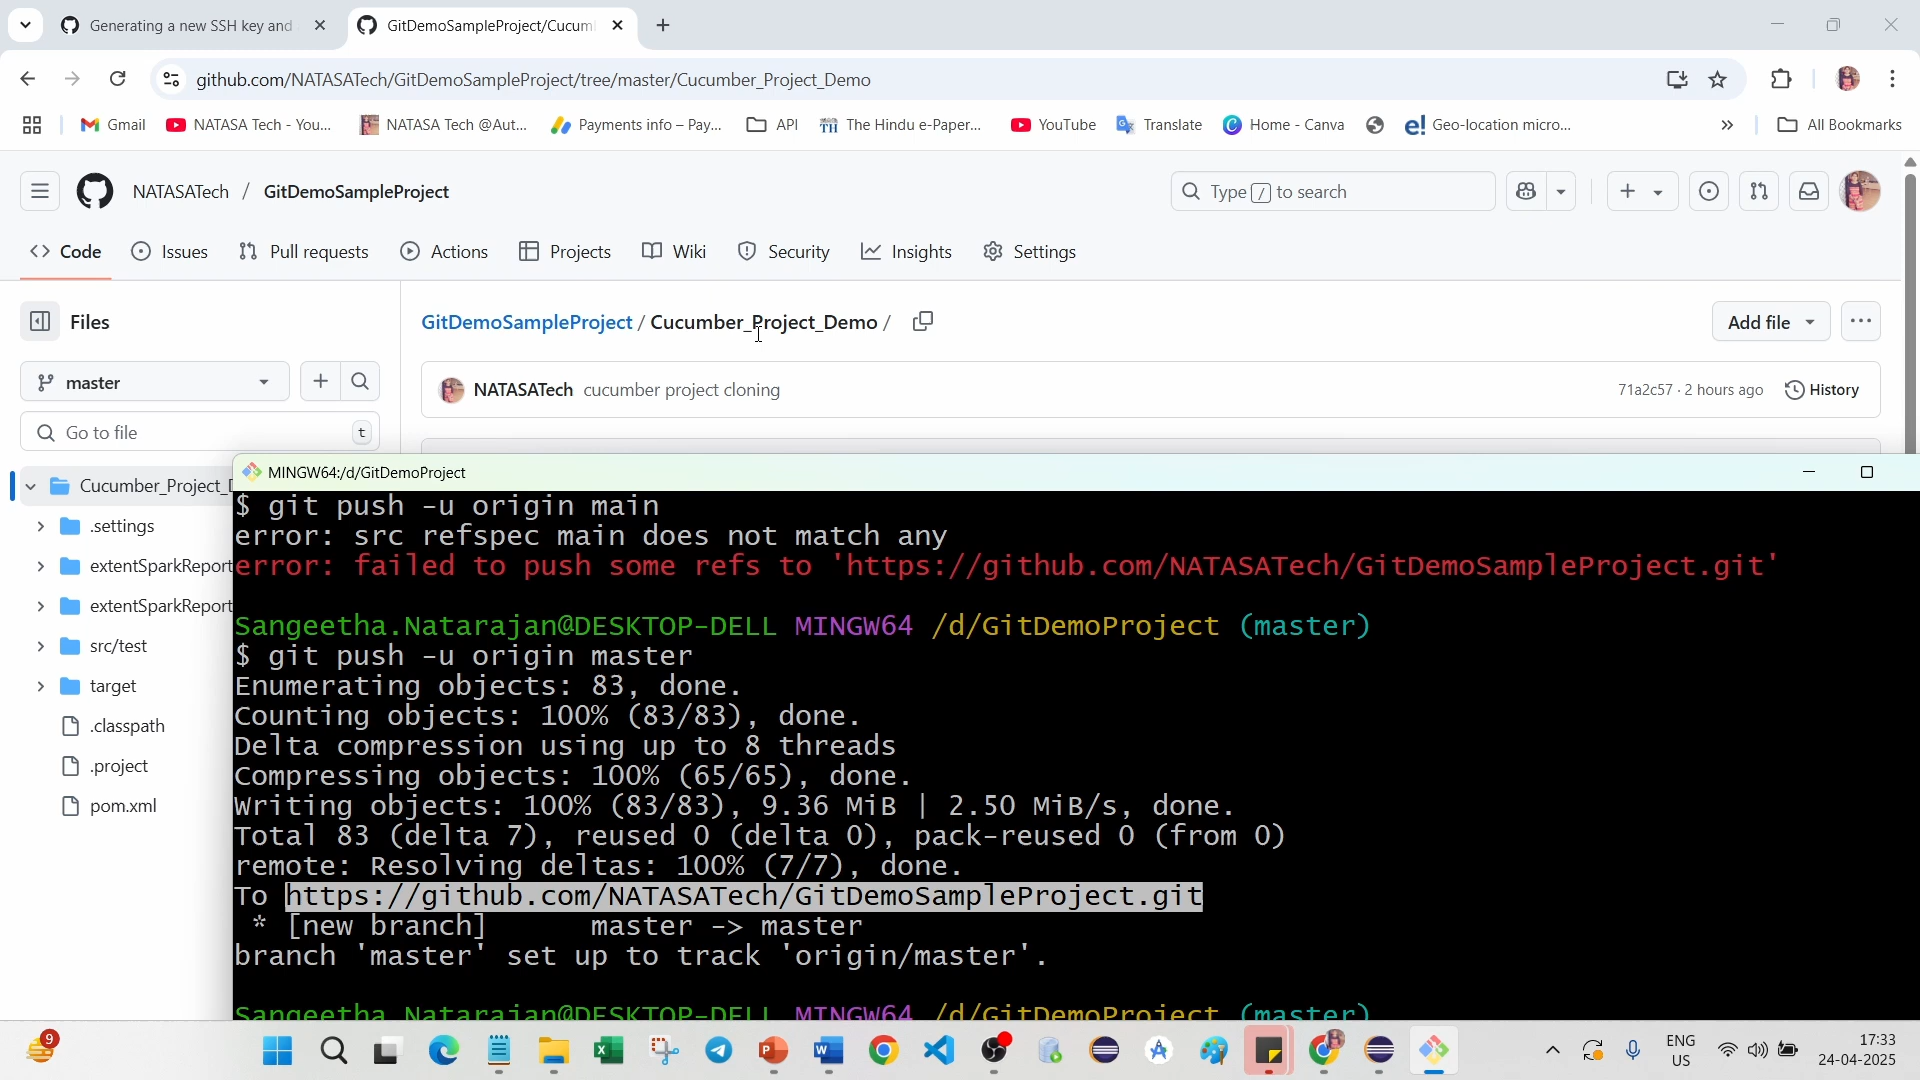 Generating a new SSH key and
GitDemoSampleProject/Cucum
github.com/NATASATech/GitDemoSampleProject/tree/master/Cucumber_Project_Demo
Gmail
NATASA Tech - You...
NATASA Tech @Aut...
Payments info – Pay...
API
The Hindu e-Paper...
YouTube
Translate
Home - Canva
Geo-location micro...
All Bookmarks
NATASATech / GitDemoSampleProject
Type / to search
Code
Issues
Pull requests
Actions
Projects
Wiki
Security
Insights
Settings
Files
GitDemoSampleProject / Cucumber_Project_Demo /
Add file
master
NATASATech cucumber project cloning
71a2c57 · 2 hours ago
History
Go to file
t
Cucumber_Project_D
.settings
extentSparkReport
extentSparkReport
src/test
target
.classpath
.project
pom.xml
MINGW64:/d/GitDemoProject
$ git push -u origin main
error: src refspec main does not match any
error: failed to push some refs to 'https://github.com/NATASATech/GitDemoSampleProject.git'
Sangeetha.Natarajan@DESKTOP-DELL MINGW64 /d/GitDemoProject (master)
$ git push -u origin master
Enumerating objects: 83, done.
Counting objects: 100% (83/83), done.
Delta compression using up to 8 threads
Compressing objects: 100% (65/65), done.
Writing objects: 100% (83/83), 9.36 MiB | 2.50 MiB/s, done.
Total 83 (delta 7), reused 0 (delta 0), pack-reused 0 (from 0)
remote: Resolving deltas: 100% (7/7), done.
To https://github.com/NATASATech/GitDemoSampleProject.git
* [new branch] master -> master
branch 'master' set up to track 'origin/master'.
Sangeetha.Natarajan@DESKTOP-DELL MINGW64 /d/GitDemoProject (master)
9
ENG
US
17:33
24-04-2025